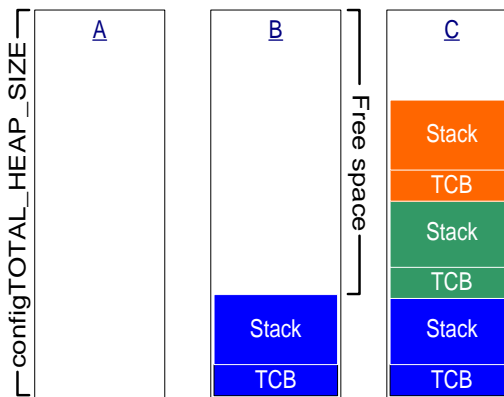 configTOTAL_HEAP_SIZE
A
B
C
Free space
Stack
TCB
Stack
TCB
Stack
TCB
Stack
TCB